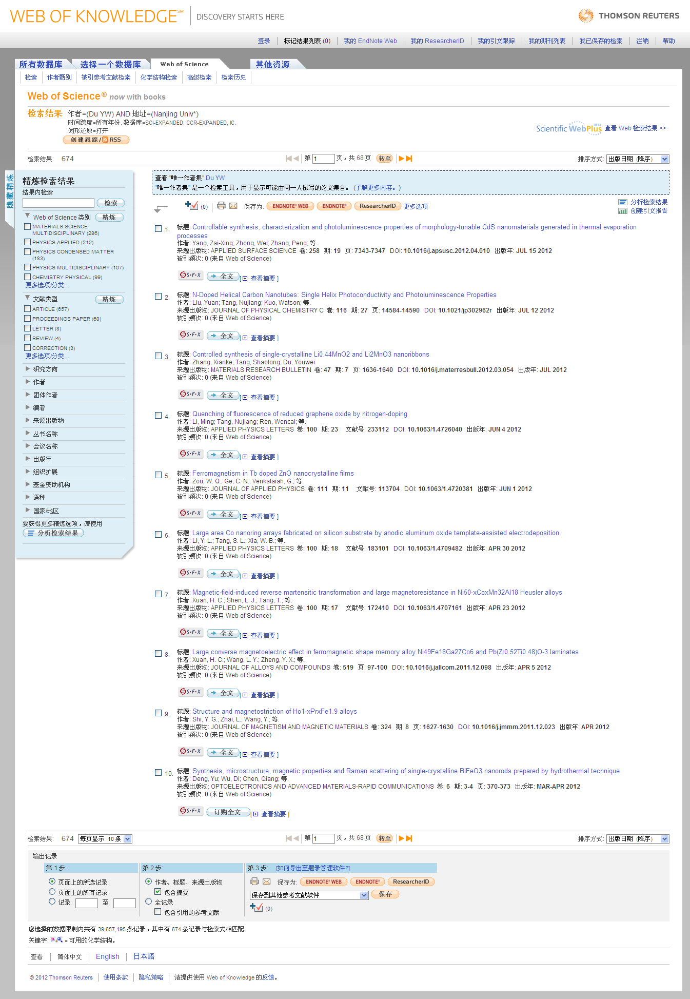 WEB OF KNOWLEDGE℠ DISCOVERY STARTS HERE
THOMSON REUTERS
登录 标记结果列表 (0) 我的 EndNote Web 我的 ResearcherID 我的引文跟踪 我的期刊列表 我已保存的检索 注销 帮助
所有数据库 选择一个数据库 Web of Science 其他资源
检索 作者甄别 被引参考文献检索 化学结构检索 高级检索 检索历史
Web of Science® now with books
检索结果 作者=(Du YW) AND 地址=(Nanjing Univ*)
时间跨度=所有年份. 数据库=SCI-EXPANDED, CCR-EXPANDED, IC.
词形还原=打开
创建跟踪/ RSS
Scientific WebPlus BETA 查看 Web 检索结果 >>
检索结果: 674 第 1 页，共 68 页 转至 排序方式: 出版日期 (降序)
隐藏精炼
精炼检索结果
结果内检索
检索
Web of Science 类别 精炼
MATERIALS SCIENCE
MULTIDISCIPLINARY (286)
PHYSICS APPLIED (212)
PHYSICS CONDENSED MATTER
(183)
PHYSICS MULTIDISCIPLINARY (107)
CHEMISTRY PHYSICAL (99)
更多选项/分类...
文献类型 精炼
ARTICLE (657)
PROCEEDINGS PAPER (60)
LETTER (8)
REVIEW (4)
CORRECTION (3)
更多选项/分类...
研究方向
作者
团体作者
编者
来源出版物
丛书名称
会议名称
出版年
组织扩展
基金资助机构
语种
国家/地区
要获得更多精炼选项，请使用
分析检索结果
查看 "唯一作者集" Du YW
"唯一作者集" 是一个检索工具，用于显示可能由同一人撰写的论文集合。 (了解更多内容。)
(0) 保存为: ENDNOTE® WEB ENDNOTE® ResearcherID 更多选项
分析检索结果
创建引文报告
1. 标题: Controllable synthesis, characterization and photoluminescence properties of morphology-tunable CdS nanomaterials generated in thermal evaporation
processes
作者: Yang, Zai-Xing; Zhong, Wei; Zhang, Peng; 等.
来源出版物: APPLIED SURFACE SCIENCE 卷: 258 期: 19 页: 7343-7347 DOI: 10.1016/j.apsusc.2012.04.010 出版年: JUL 15 2012
被引频次: 0 (来自 Web of Science)
S·F·X 全文 [ 查看摘要 ]
2. 标题: N-Doped Helical Carbon Nanotubes: Single Helix Photoconductivity and Photoluminescence Properties
作者: Liu, Yuan; Tang, Nujiang; Kuo, Watson; 等.
来源出版物: JOURNAL OF PHYSICAL CHEMISTRY C 卷: 116 期: 27 页: 14584-14590 DOI: 10.1021/jp302962r 出版年: JUL 12 2012
被引频次: 0 (来自 Web of Science)
S·F·X 全文 [ 查看摘要 ]
3. 标题: Controlled synthesis of single-crystalline Li0.44MnO2 and Li2MnO3 nanoribbons
作者: Zhang, Xianke; Tang, Shaolong; Du, Youwei
来源出版物: MATERIALS RESEARCH BULLETIN 卷: 47 期: 7 页: 1636-1640 DOI: 10.1016/j.materresbull.2012.03.054 出版年: JUL 2012
被引频次: 0 (来自 Web of Science)
S·F·X 全文 [ 查看摘要 ]
4. 标题: Quenching of fluorescence of reduced graphene oxide by nitrogen-doping
作者: Li, Ming; Tang, Nujiang; Ren, Wencai; 等.
来源出版物: APPLIED PHYSICS LETTERS 卷: 100 期: 23 文献号: 233112 DOI: 10.1063/1.4726040 出版年: JUN 4 2012
被引频次: 0 (来自 Web of Science)
S·F·X 全文 [ 查看摘要 ]
5. 标题: Ferromagnetism in Tb doped ZnO nanocrystalline films
作者: Zou, W. Q.; Ge, C. N.; Venkataiah, G.; 等.
来源出版物: JOURNAL OF APPLIED PHYSICS 卷: 111 期: 11 文献号: 113704 DOI: 10.1063/1.4720381 出版年: JUN 1 2012
被引频次: 0 (来自 Web of Science)
S·F·X 全文 [ 查看摘要 ]
6. 标题: Large area Co nanoring arrays fabricated on silicon substrate by anodic aluminum oxide template-assisted electrodeposition
作者: Li, Y. L.; Tang, S. L.; Xia, W. B.; 等.
来源出版物: APPLIED PHYSICS LETTERS 卷: 100 期: 18 文献号: 183101 DOI: 10.1063/1.4709482 出版年: APR 30 2012
被引频次: 0 (来自 Web of Science)
S·F·X 全文 [ 查看摘要 ]
7. 标题: Magnetic-field-induced reverse martensitic transformation and large magnetoresistance in Ni50-xCoxMn32Al18 Heusler alloys
作者: Xuan, H. C.; Shen, L. J.; Tang, T.; 等.
来源出版物: APPLIED PHYSICS LETTERS 卷: 100 期: 17 文献号: 172410 DOI: 10.1063/1.4707161 出版年: APR 23 2012
被引频次: 0 (来自 Web of Science)
S·F·X 全文 [ 查看摘要 ]
8. 标题: Large converse magnetoelectric effect in ferromagnetic shape memory alloy Ni49Fe18Ga27Co6 and Pb(Zr0.52Ti0.48)O-3 laminates
作者: Xuan, H. C.; Wang, L. Y.; Zheng, Y. X.; 等.
来源出版物: JOURNAL OF ALLOYS AND COMPOUNDS 卷: 519 页: 97-100 DOI: 10.1016/j.jallcom.2011.12.098 出版年: APR 5 2012
被引频次: 0 (来自 Web of Science)
S·F·X 全文 [ 查看摘要 ]
9. 标题: Structure and magnetostriction of Ho1-xPrxFe1.9 alloys
作者: Shi, Y. G.; Zhai, L.; Wang, Y.; 等.
来源出版物: JOURNAL OF MAGNETISM AND MAGNETIC MATERIALS 卷: 324 期: 8 页: 1627-1630 DOI: 10.1016/j.jmmm.2011.12.023 出版年: APR 2012
被引频次: 0 (来自 Web of Science)
S·F·X 全文 [ 查看摘要 ]
10. 标题: Synthesis, microstructure, magnetic properties and Raman scattering of single-crystalline BiFeO3 nanorods prepared by hydrothermal technique
作者: Deng, Yu; Wu, Di; Chen, Qiang; 等.
来源出版物: OPTOELECTRONICS AND ADVANCED MATERIALS-RAPID COMMUNICATIONS 卷: 6 期: 3-4 页: 370-373 出版年: MAR-APR 2012
被引频次: 0 (来自 Web of Science)
S·F·X 订购全文 [ 查看摘要 ]
检索结果: 674 每页显示 10 条 第 1 页，共 68 页 转至 排序方式: 出版日期 (降序)
输出记录
第 1 步: 第 2 步: 第 3 步: [如何导出至题录管理软件?]
页面上的所选记录
页面上的所有记录
记录 至
作者、标题、来源出版物
包含摘要
全记录
包含引用的参考文献
保存为: ENDNOTE® WEB ENDNOTE® ResearcherID
保存到其他参考文献软件 保存
(0)
您选择的数据限制内共有 39,657,195 条记录，其中有 674 条记录与检索式相匹配。
关键字: = 可用的化学结构。
查看 简体中文 English 日本語
© 2012 Thomson Reuters 使用条款 隐私策略 请提供使用 Web of Knowledge 的反馈。